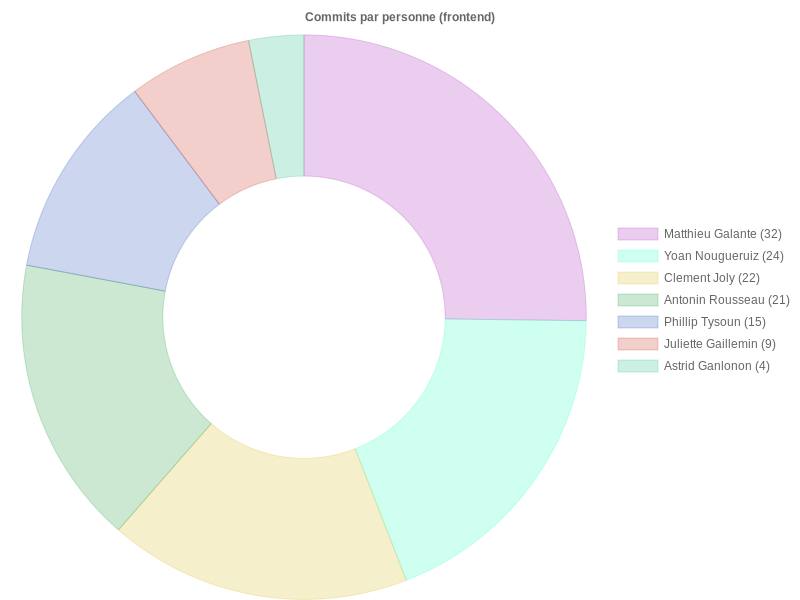 Commits par personne (frontend)
Matthieu Galante (32)
Yoan Nougueruiz (24)
Clement Joly (22)
Antonin Rousseau (21)
Phillip Tysoun (15)
Juliette Gaillemin (9)
Astrid Ganlonon (4)